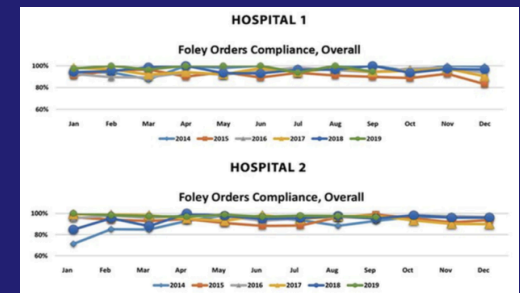 HOSPITAL 1
Foley Orders Compliance, Overall
100%
80%
60%
Jan Feb Mar Apr May Jun Jul Aug Sep Oct Nov Dec
2014 2015 2016 2017 2018 2019
HOSPITAL 2
Foley Orders Compliance, Overall
100%
80%
60%
Jan Feb Mar Apr May Jun Jul Aug Sep Oct Nov Dec
2014 2015 2016 2017 2018 2019